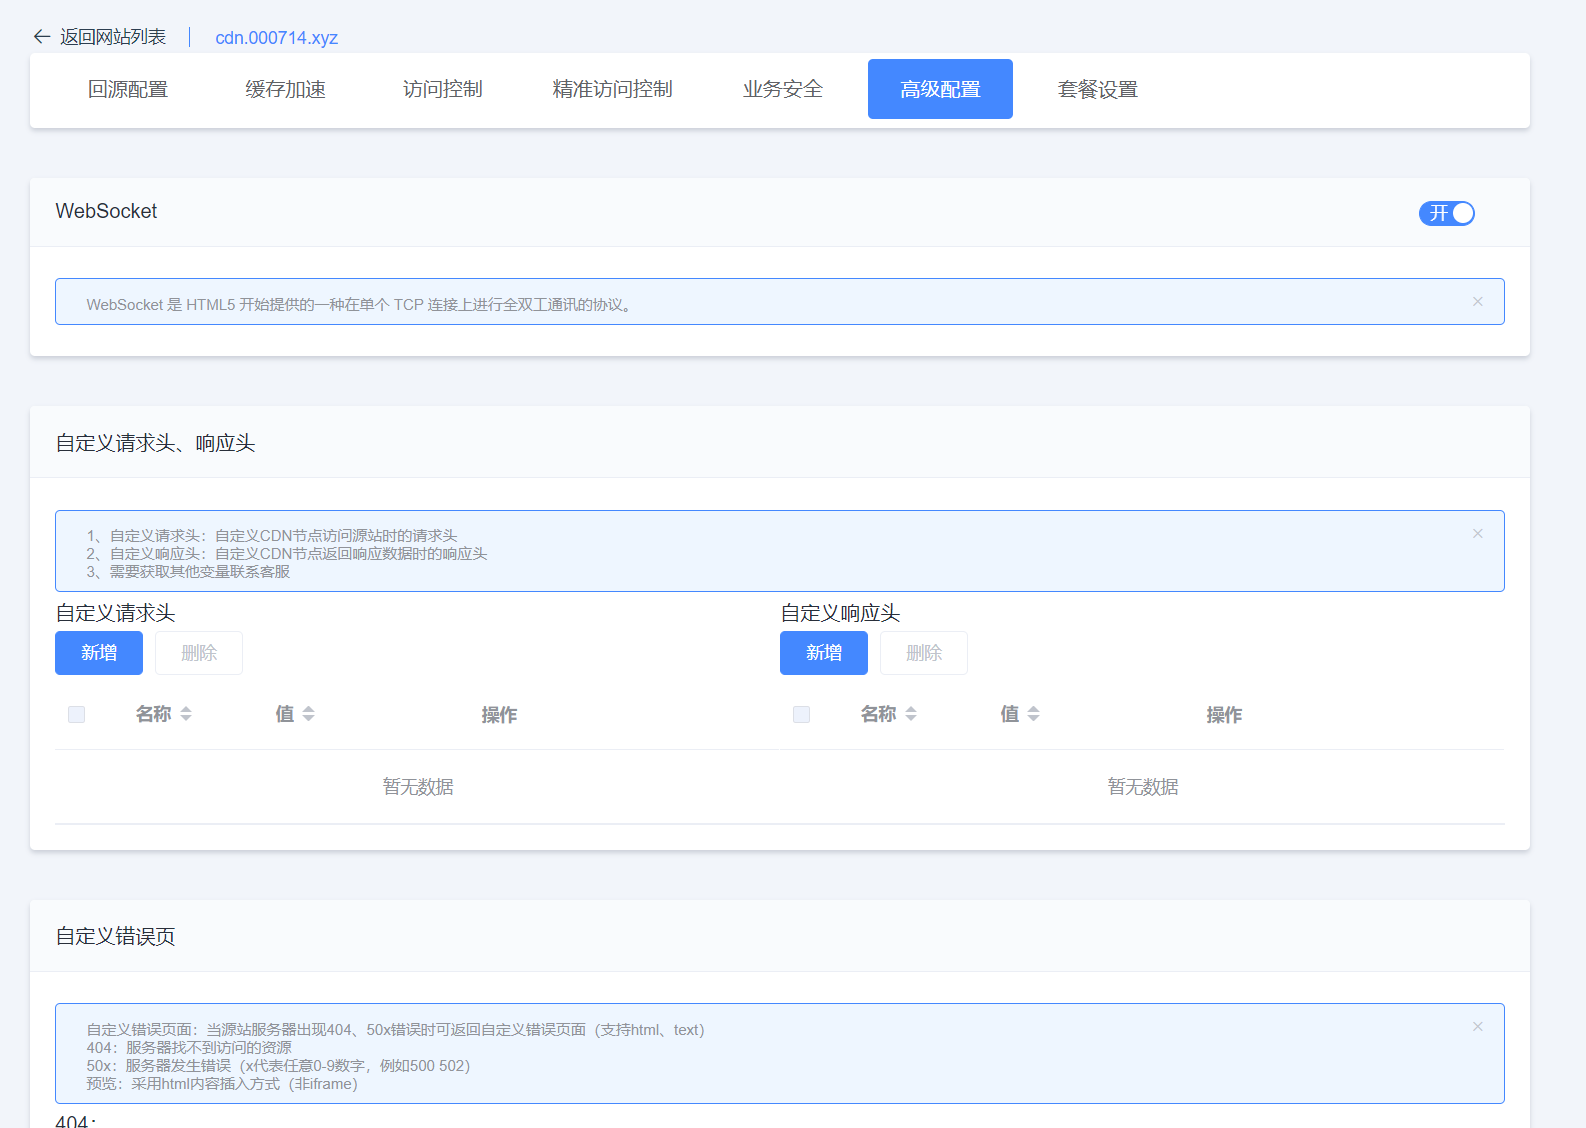 返回网站列表 cdn.000714.xyz
回源配置 缓存加速 访问控制 精准访问控制 业务安全 高级配置 套餐设置
WebSocket 开
WebSocket 是 HTML5 开始提供的一种在单个 TCP 连接上进行全双工通讯的协议。
自定义请求头、响应头
1、自定义请求头：自定义CDN节点访问源站时的请求头
2、自定义响应头：自定义CDN节点返回响应数据时的响应头
3、需要获取其他变量联系客服
自定义请求头 自定义响应头
新增 删除 新增 删除
名称 值 操作 名称 值 操作
暂无数据 暂无数据
自定义错误页
自定义错误页面：当源站服务器出现404、50x错误时可返回自定义错误页面（支持html、text）
404：服务器找不到访问的资源
50x：服务器发生错误（x代表任意0-9数字，例如500 502）
预览：采用html内容插入方式（非iframe）
404：